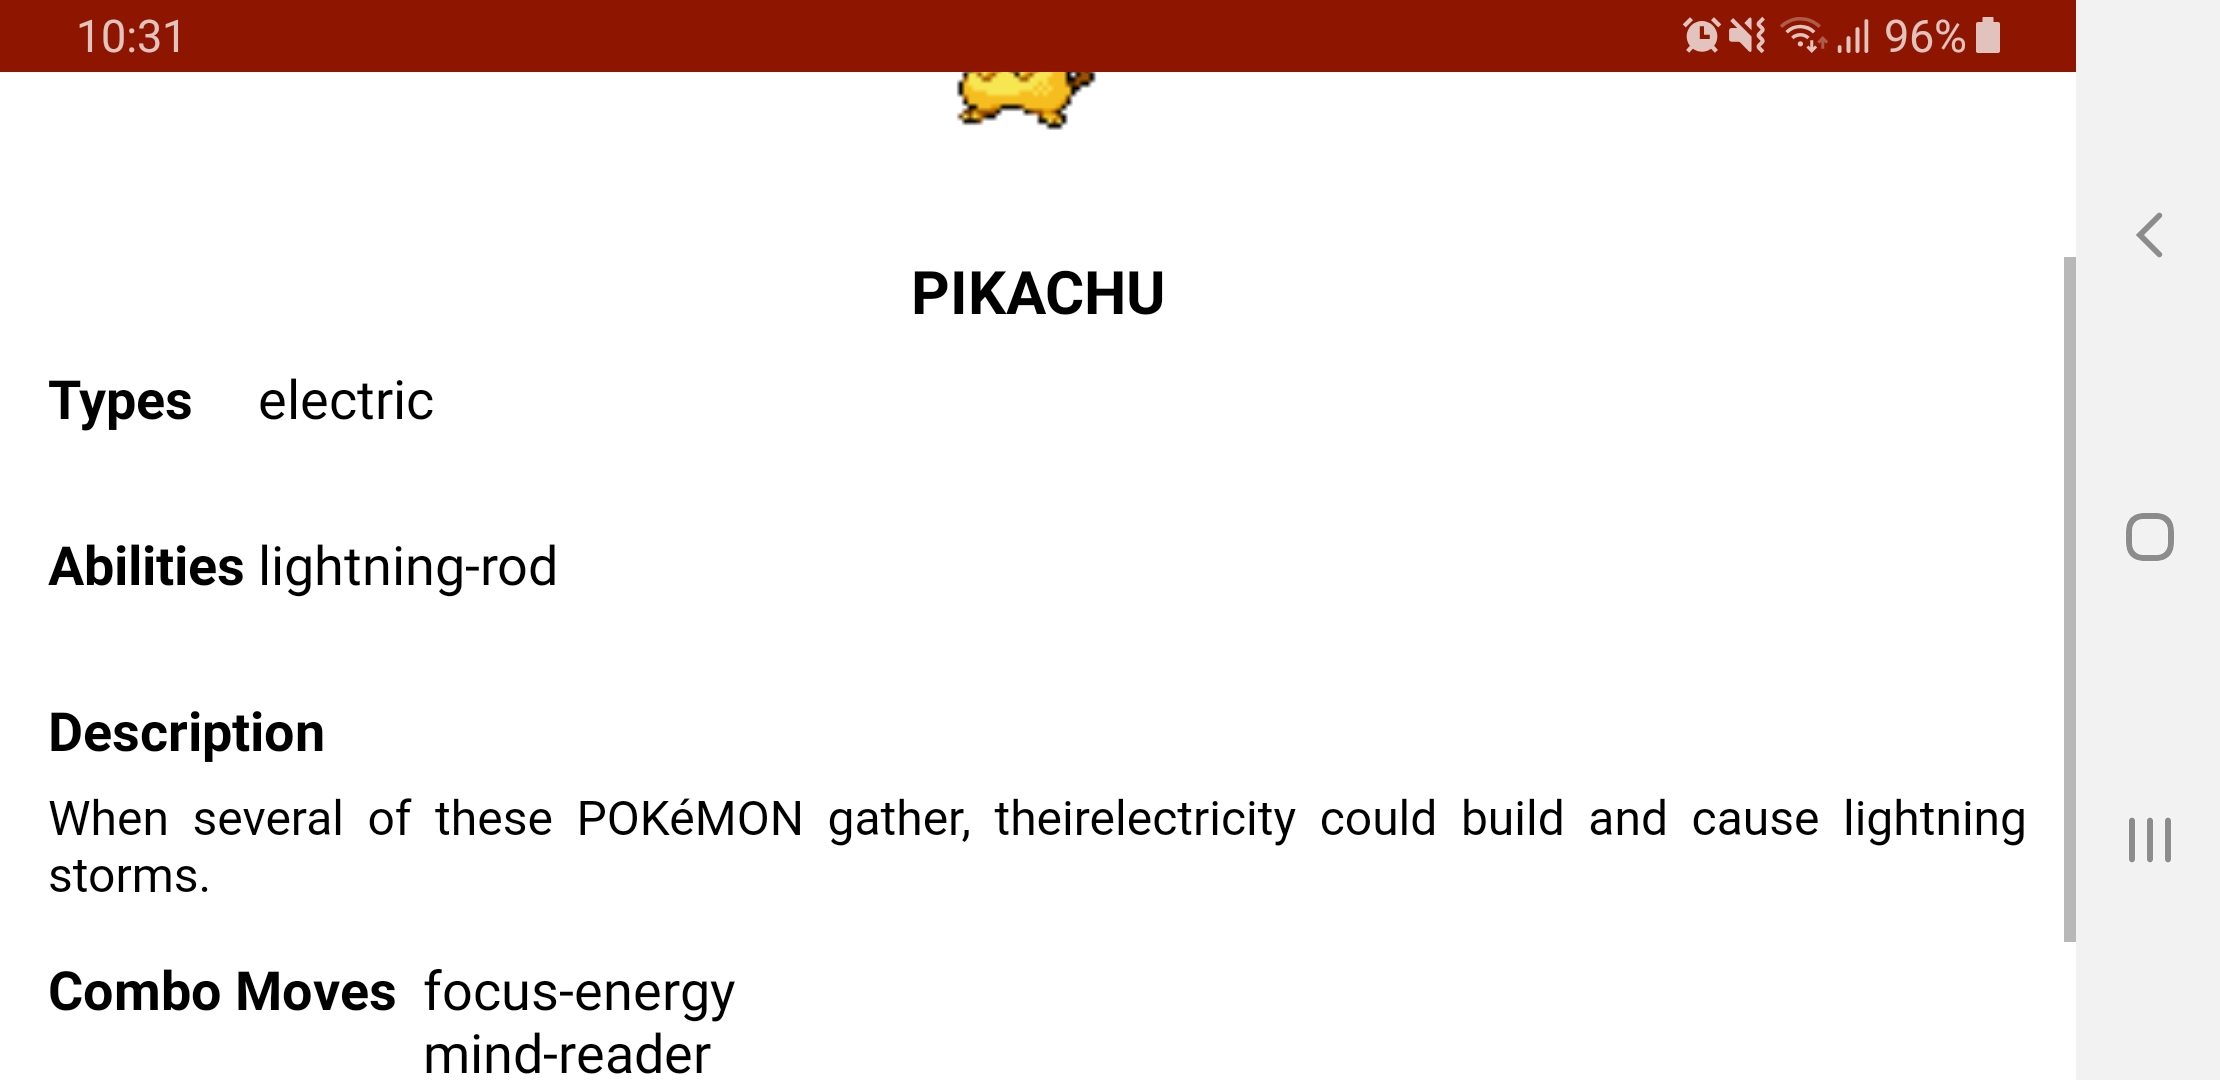 10:31 96%
PIKACHU
Types electric
Abilities lightning-rod
Description
When several of these POKéMON gather, theirelectricity could build and cause lightning
storms.
Combo Moves focus-energy
mind-reader